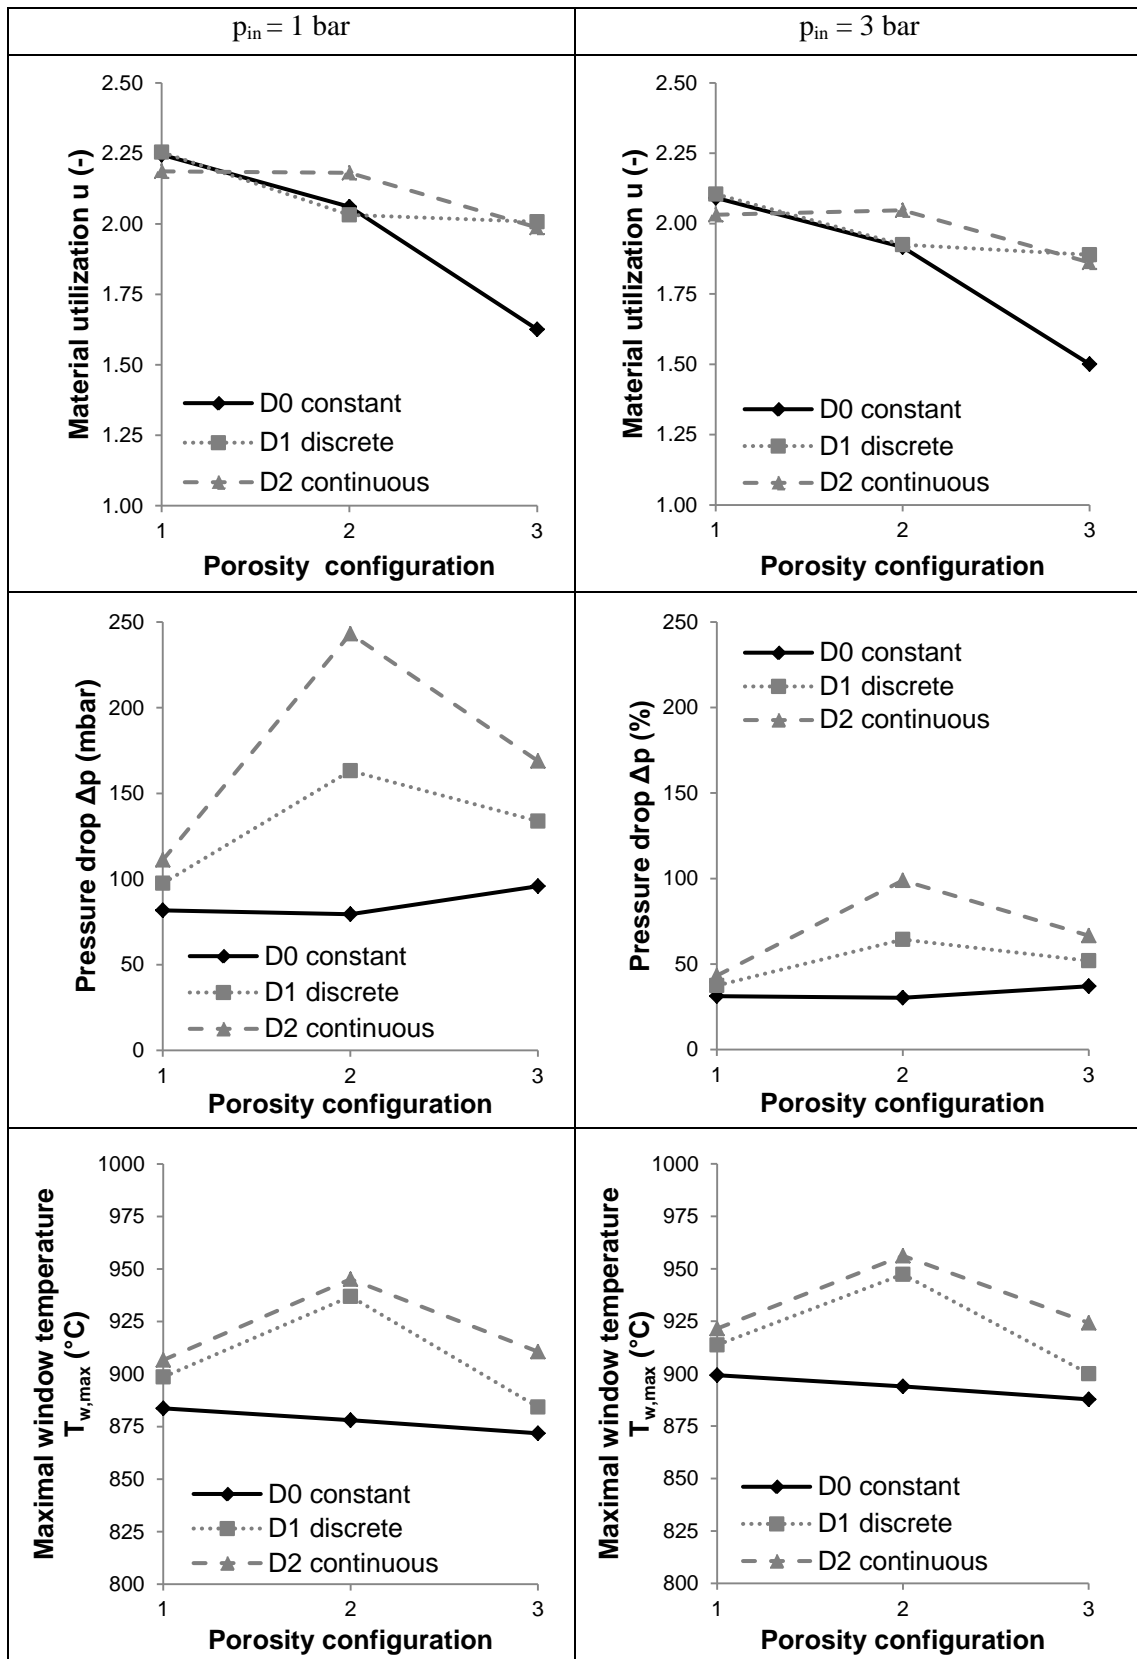 p_in = 1 bar
p_in = 3 bar
Material utilization u (-)
2.50
2.25
2.00
1.75
1.50
1.25
1.00
D0 constant
D1 discrete
D2 continuous
1
2
3
Porosity configuration
Material utilization u (-)
2.50
2.25
2.00
1.75
1.50
1.25
1.00
D0 constant
D1 discrete
D2 continuous
1
2
3
Porosity configuration
Pressure drop Δp (mbar)
250
200
150
100
50
0
D0 constant
D1 discrete
D2 continuous
1
2
3
Porosity configuration
Pressure drop Δp (%)
250
200
150
100
50
0
D0 constant
D1 discrete
D2 continuous
1
2
3
Porosity configuration
Maximal window temperature
T_w,max (°C)
1000
975
950
925
900
875
850
825
800
D0 constant
D1 discrete
D2 continuous
1
2
3
Porosity configuration
Maximal window temperature
T_w,max (°C)
1000
975
950
925
900
875
850
825
800
D0 constant
D1 discrete
D2 continuous
1
2
3
Porosity configuration